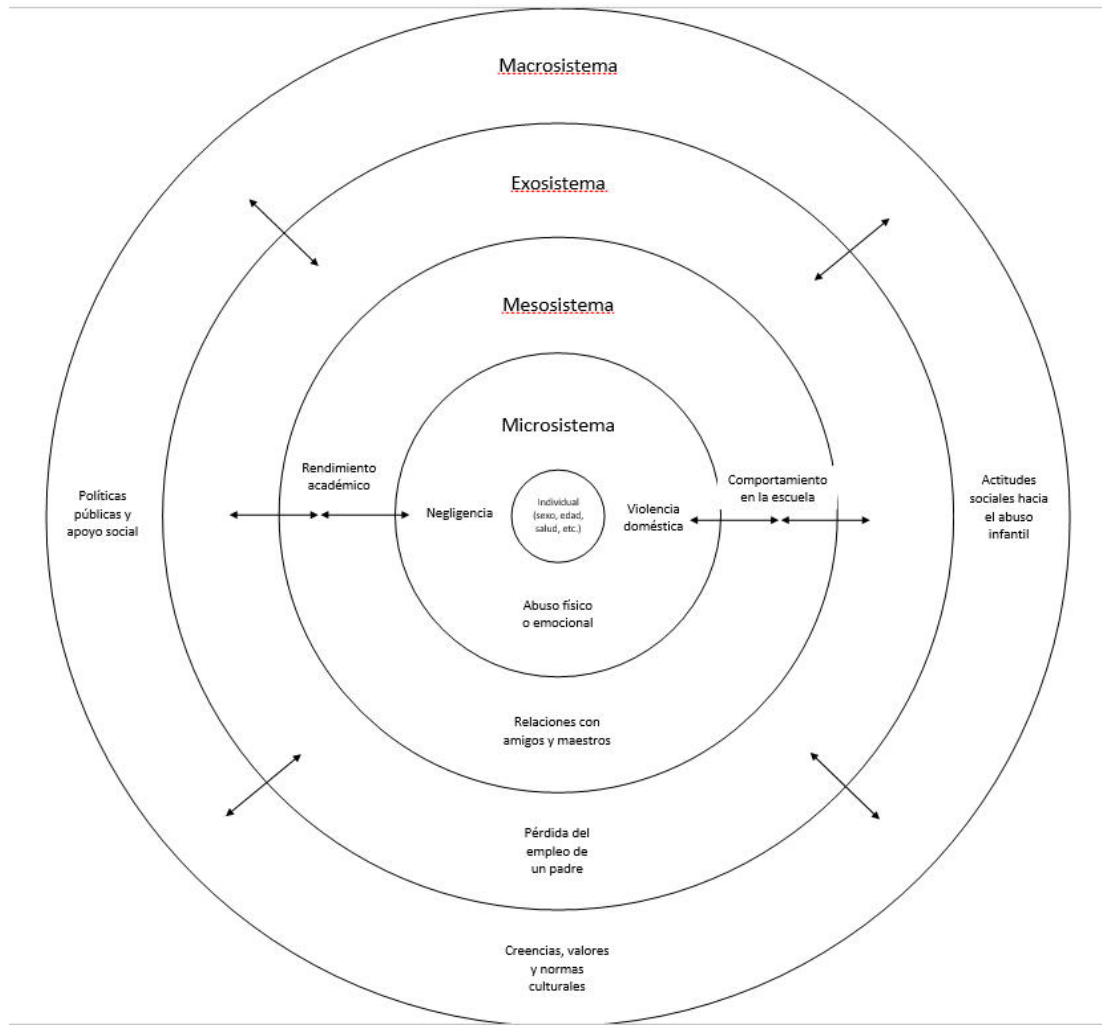 Macrosistema
Exosistema
Mesosistema
Microsistema
Rendimiento
académico
Comportamiento
en la escuela
Políticas
públicas y
apoyo social
Negligencia
Individual
(sexo, edad,
salud, etc.)
Violencia
doméstica
Actitudes
sociales hacia
el abuso
infantil
Abuso físico
o emocional
Relaciones con
amigos y maestros
Pérdida del
empleo de
un padre
Creencias, valores
y normas
culturales